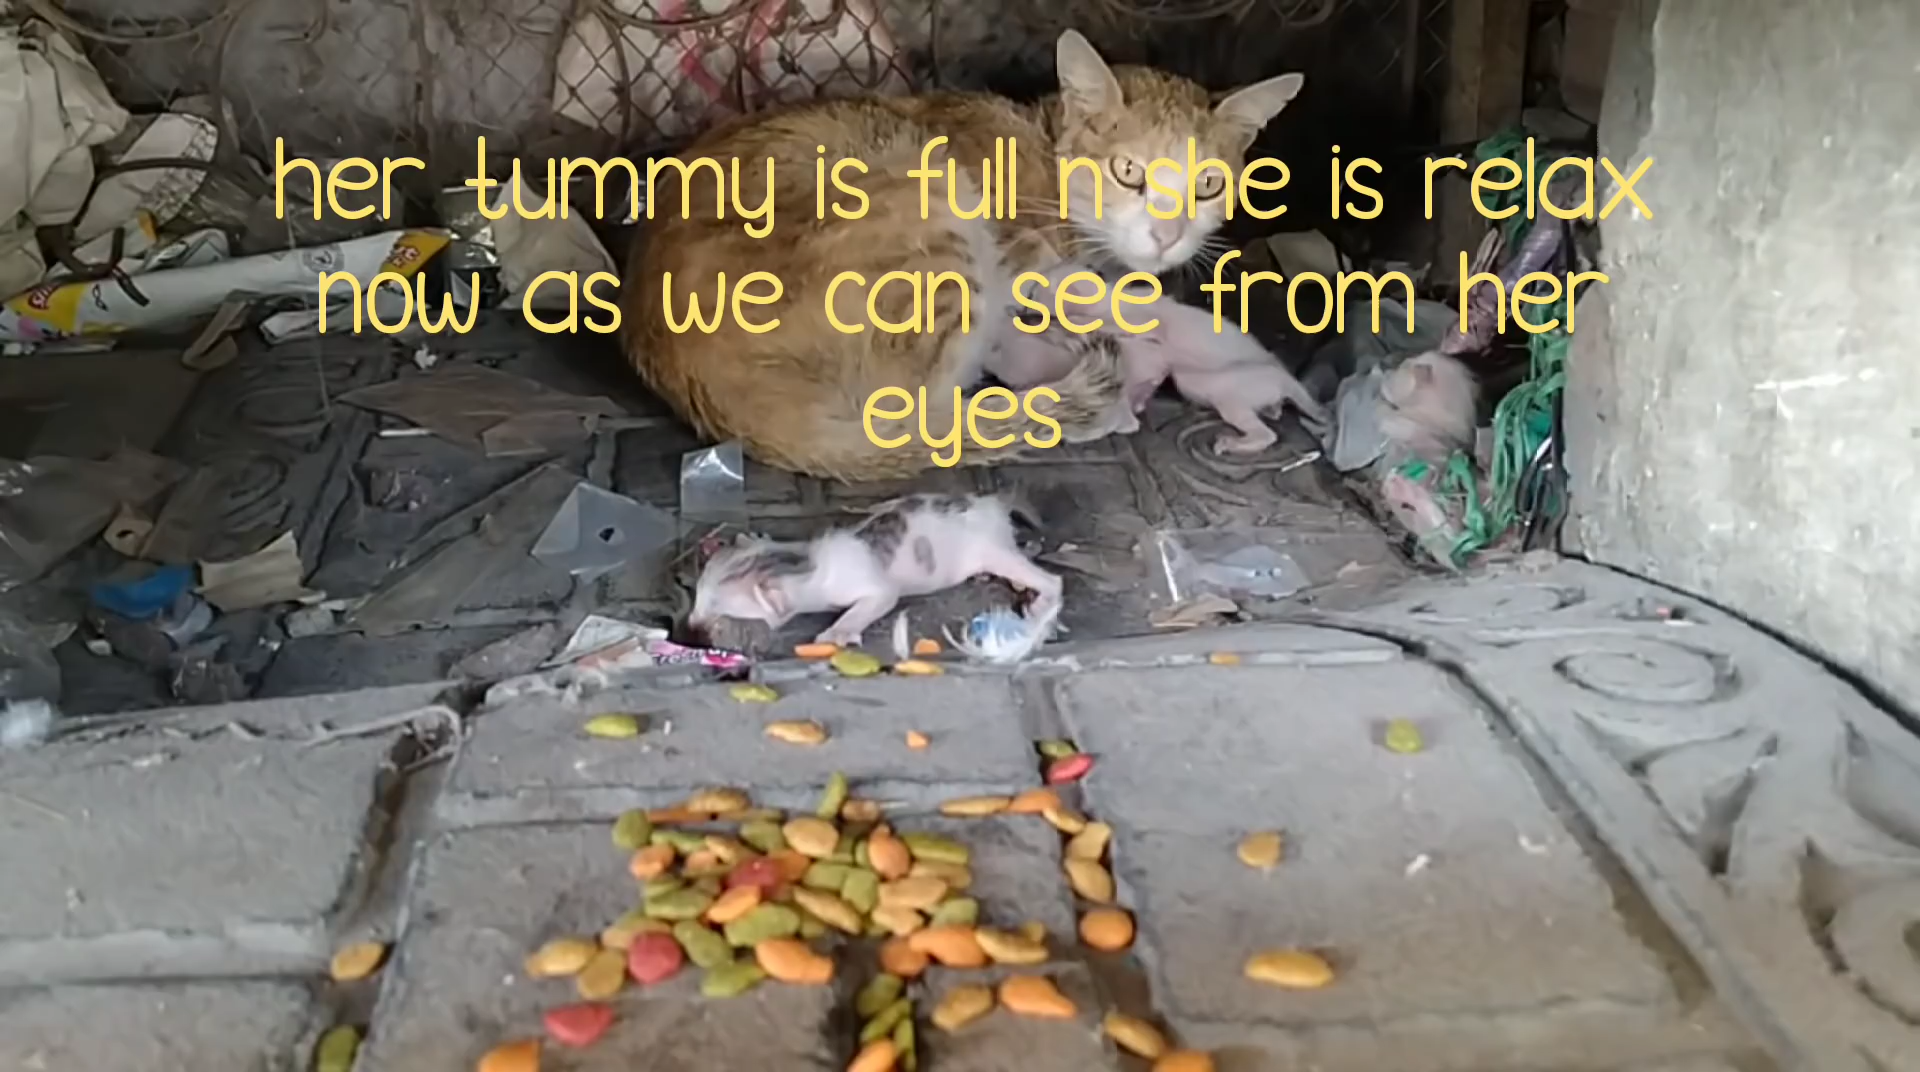 her tummy is full n she is relax
now as we can see from her
eyes